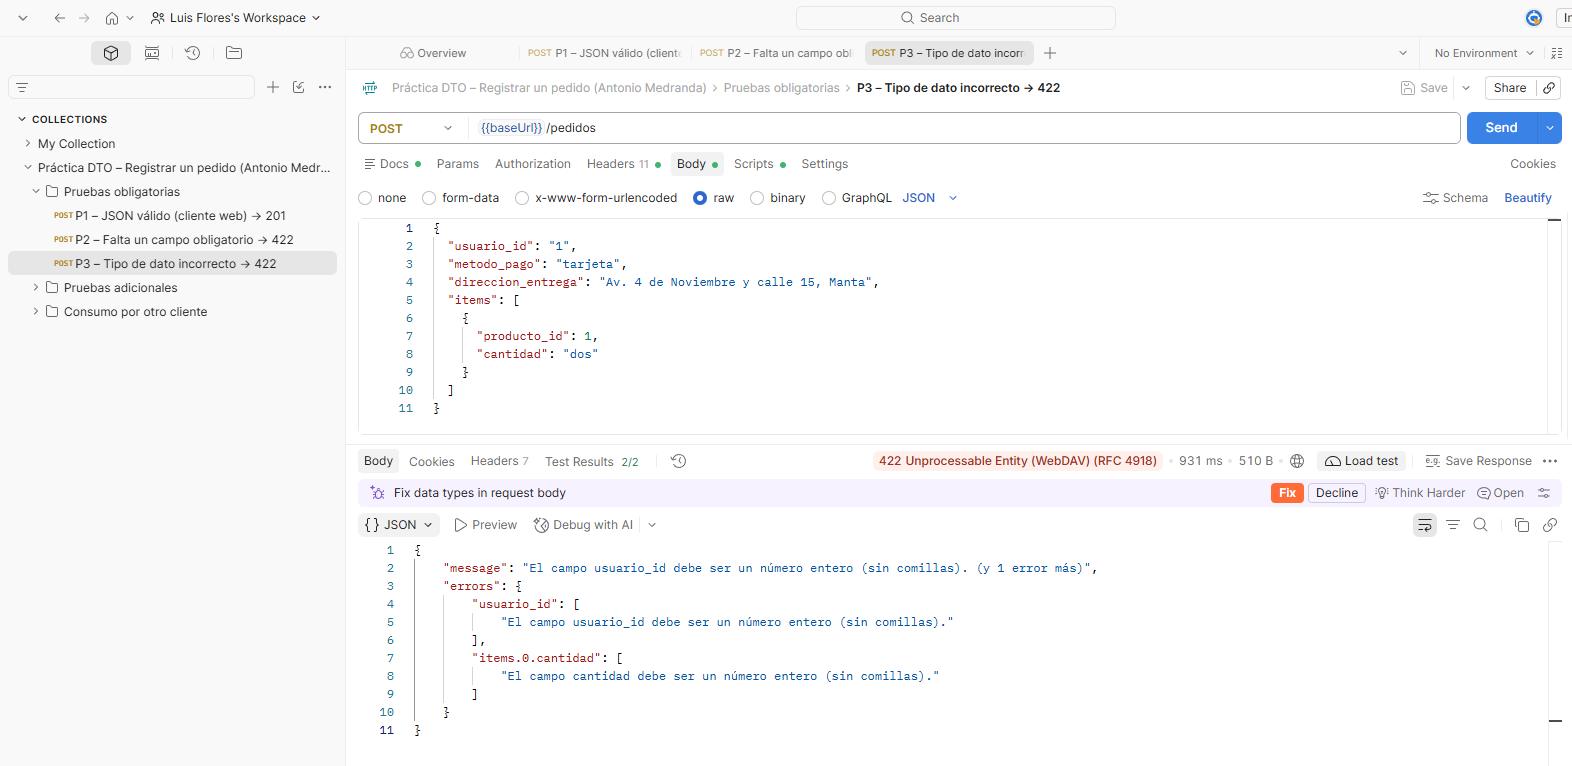 Luis Flores's Workspace
Search
In
Overview
POST P1 – JSON válido (cliente
POST P2 – Falta un campo obl
POST P3 – Tipo de dato incorr
No Environment
COLLECTIONS
My Collection
Práctica DTO – Registrar un pedido (Antonio Medr...
Pruebas obligatorias
POST P1 – JSON válido (cliente web) → 201
POST P2 – Falta un campo obligatorio → 422
POST P3 – Tipo de dato incorrecto → 422
Pruebas adicionales
Consumo por otro cliente
HTTP Práctica DTO – Registrar un pedido (Antonio Medranda) > Pruebas obligatorias > P3 – Tipo de dato incorrecto → 422
Save
Share
POST
{{baseUrl}} /pedidos
Send
Docs
Params
Authorization
Headers 11
Body
Scripts
Settings
Cookies
none
form-data
x-www-form-urlencoded
raw
binary
GraphQL
JSON
Schema
Beautify
1 {
2 "usuario_id": "1",
3 "metodo_pago": "tarjeta",
4 "direccion_entrega": "Av. 4 de Noviembre y calle 15, Manta",
5 "items": [
6 {
7 "producto_id": 1,
8 "cantidad": "dos"
9 }
10 ]
11 }
Body
Cookies
Headers 7
Test Results 2/2
422 Unprocessable Entity (WebDAV) (RFC 4918)
931 ms
510 B
Load test
e.g. Save Response
Fix data types in request body
Fix
Decline
Think Harder
Open
{} JSON
Preview
Debug with AI
1 {
2 "message": "El campo usuario_id debe ser un número entero (sin comillas). (y 1 error más)",
3 "errors": {
4 "usuario_id": [
5 "El campo usuario_id debe ser un número entero (sin comillas)."
6 ],
7 "items.0.cantidad": [
8 "El campo cantidad debe ser un número entero (sin comillas)."
9 ]
10 }
11 }